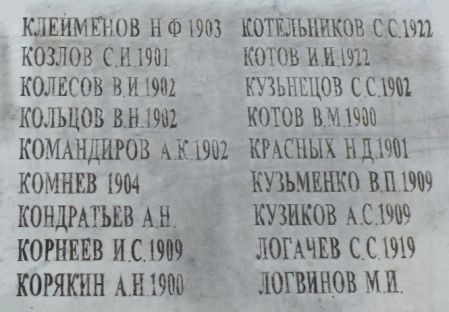 КЛЕЙМЕНОВ Н Ф 1903
КОЗЛОВ С.И.1901
КОЛЕСОВ В.И 1902
КОЛЬЦОВ В.Н.1902
КОМАНДИРОВ А.К.1902
КОМНЕВ 1904
КОНДРАТЬЕВ А.Н.
КОРНЕЕВ И.С.1909
КОРЯКИН А.Н.1900
КОТЕЛЬНИКОВ С.С.1922
КОТОВ И.И.1922
КУЗЬНЕЦОВ С.С.1902
КОТОВ В.М.1900
КРАСНЫХ Н.Д.1901
КУЗЬМЕНКО В.П.1909
КУЗИКОВ А.С.1909
ЛОГАЧЕВ С.С.1919
ЛОГВИНОВ М.И.